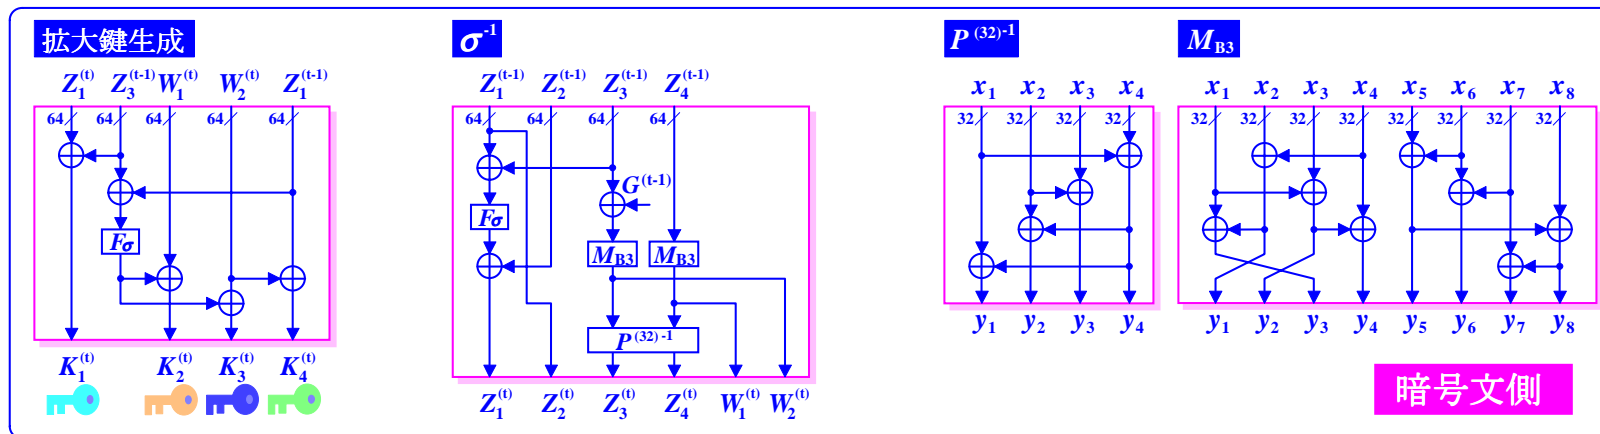 拡大鍵生成
Z₁⁽ᵗ⁾ Z₃⁽ᵗ⁻¹⁾ W₁⁽ᵗ⁾ W₂⁽ᵗ⁾ Z₁⁽ᵗ⁻¹⁾
64 64 64 64 64
Fσ
K₁⁽ᵗ⁾ K₂⁽ᵗ⁾ K₃⁽ᵗ⁾ K₄⁽ᵗ⁾
σ⁻¹
Z₁⁽ᵗ⁻¹⁾ Z₂⁽ᵗ⁻¹⁾ Z₃⁽ᵗ⁻¹⁾ Z₄⁽ᵗ⁻¹⁾
64 64 64 64
G⁽ᵗ⁻¹⁾
Fσ
M_B3 M_B3
P⁽³²⁾⁻¹
Z₁⁽ᵗ⁾ Z₂⁽ᵗ⁾ Z₃⁽ᵗ⁾ Z₄⁽ᵗ⁾ W₁⁽ᵗ⁾ W₂⁽ᵗ⁾
P⁽³²⁾⁻¹
x₁ x₂ x₃ x₄
32 32 32 32
y₁ y₂ y₃ y₄
M_B3
x₁ x₂ x₃ x₄ x₅ x₆ x₇ x₈
32 32 32 32 32 32 32 32
y₁ y₂ y₃ y₄ y₅ y₆ y₇ y₈
暗号文側